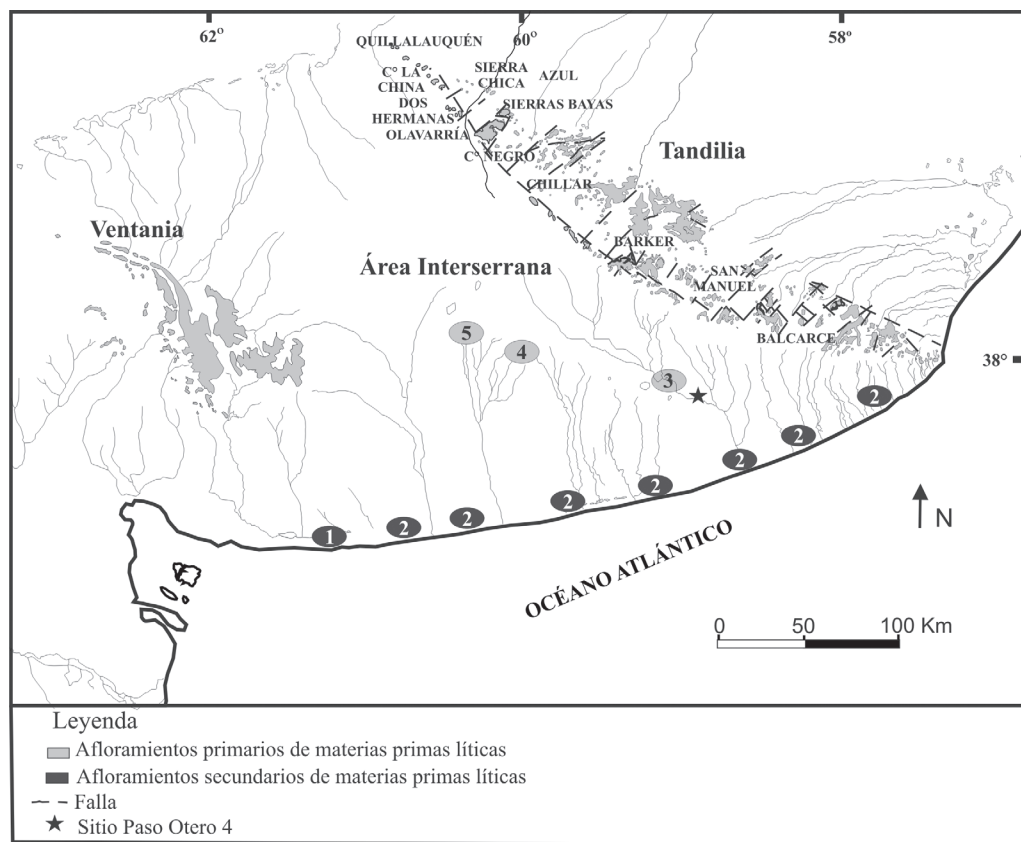 62°
60°
58°
QUILLALAUQUÉN
C° LA
CHINA
DOS
HERMANAS
OLAVARRÍA
SIERRA
CHICA
AZUL
SIERRAS BAYAS
C° NEGRO
CHILLAR
Tandilia
Ventania
Área Interserrana
BARKER
SAN
MANUEL
BALCARCE
38°
5
4
3
2
2
2
2
2
2
2
1
N
OCÉANO ATLÁNTICO
0 50 100 Km
Leyenda
Afloramientos primarios de materias primas líticas
Afloramientos secundarios de materias primas líticas
Falla
Sitio Paso Otero 4